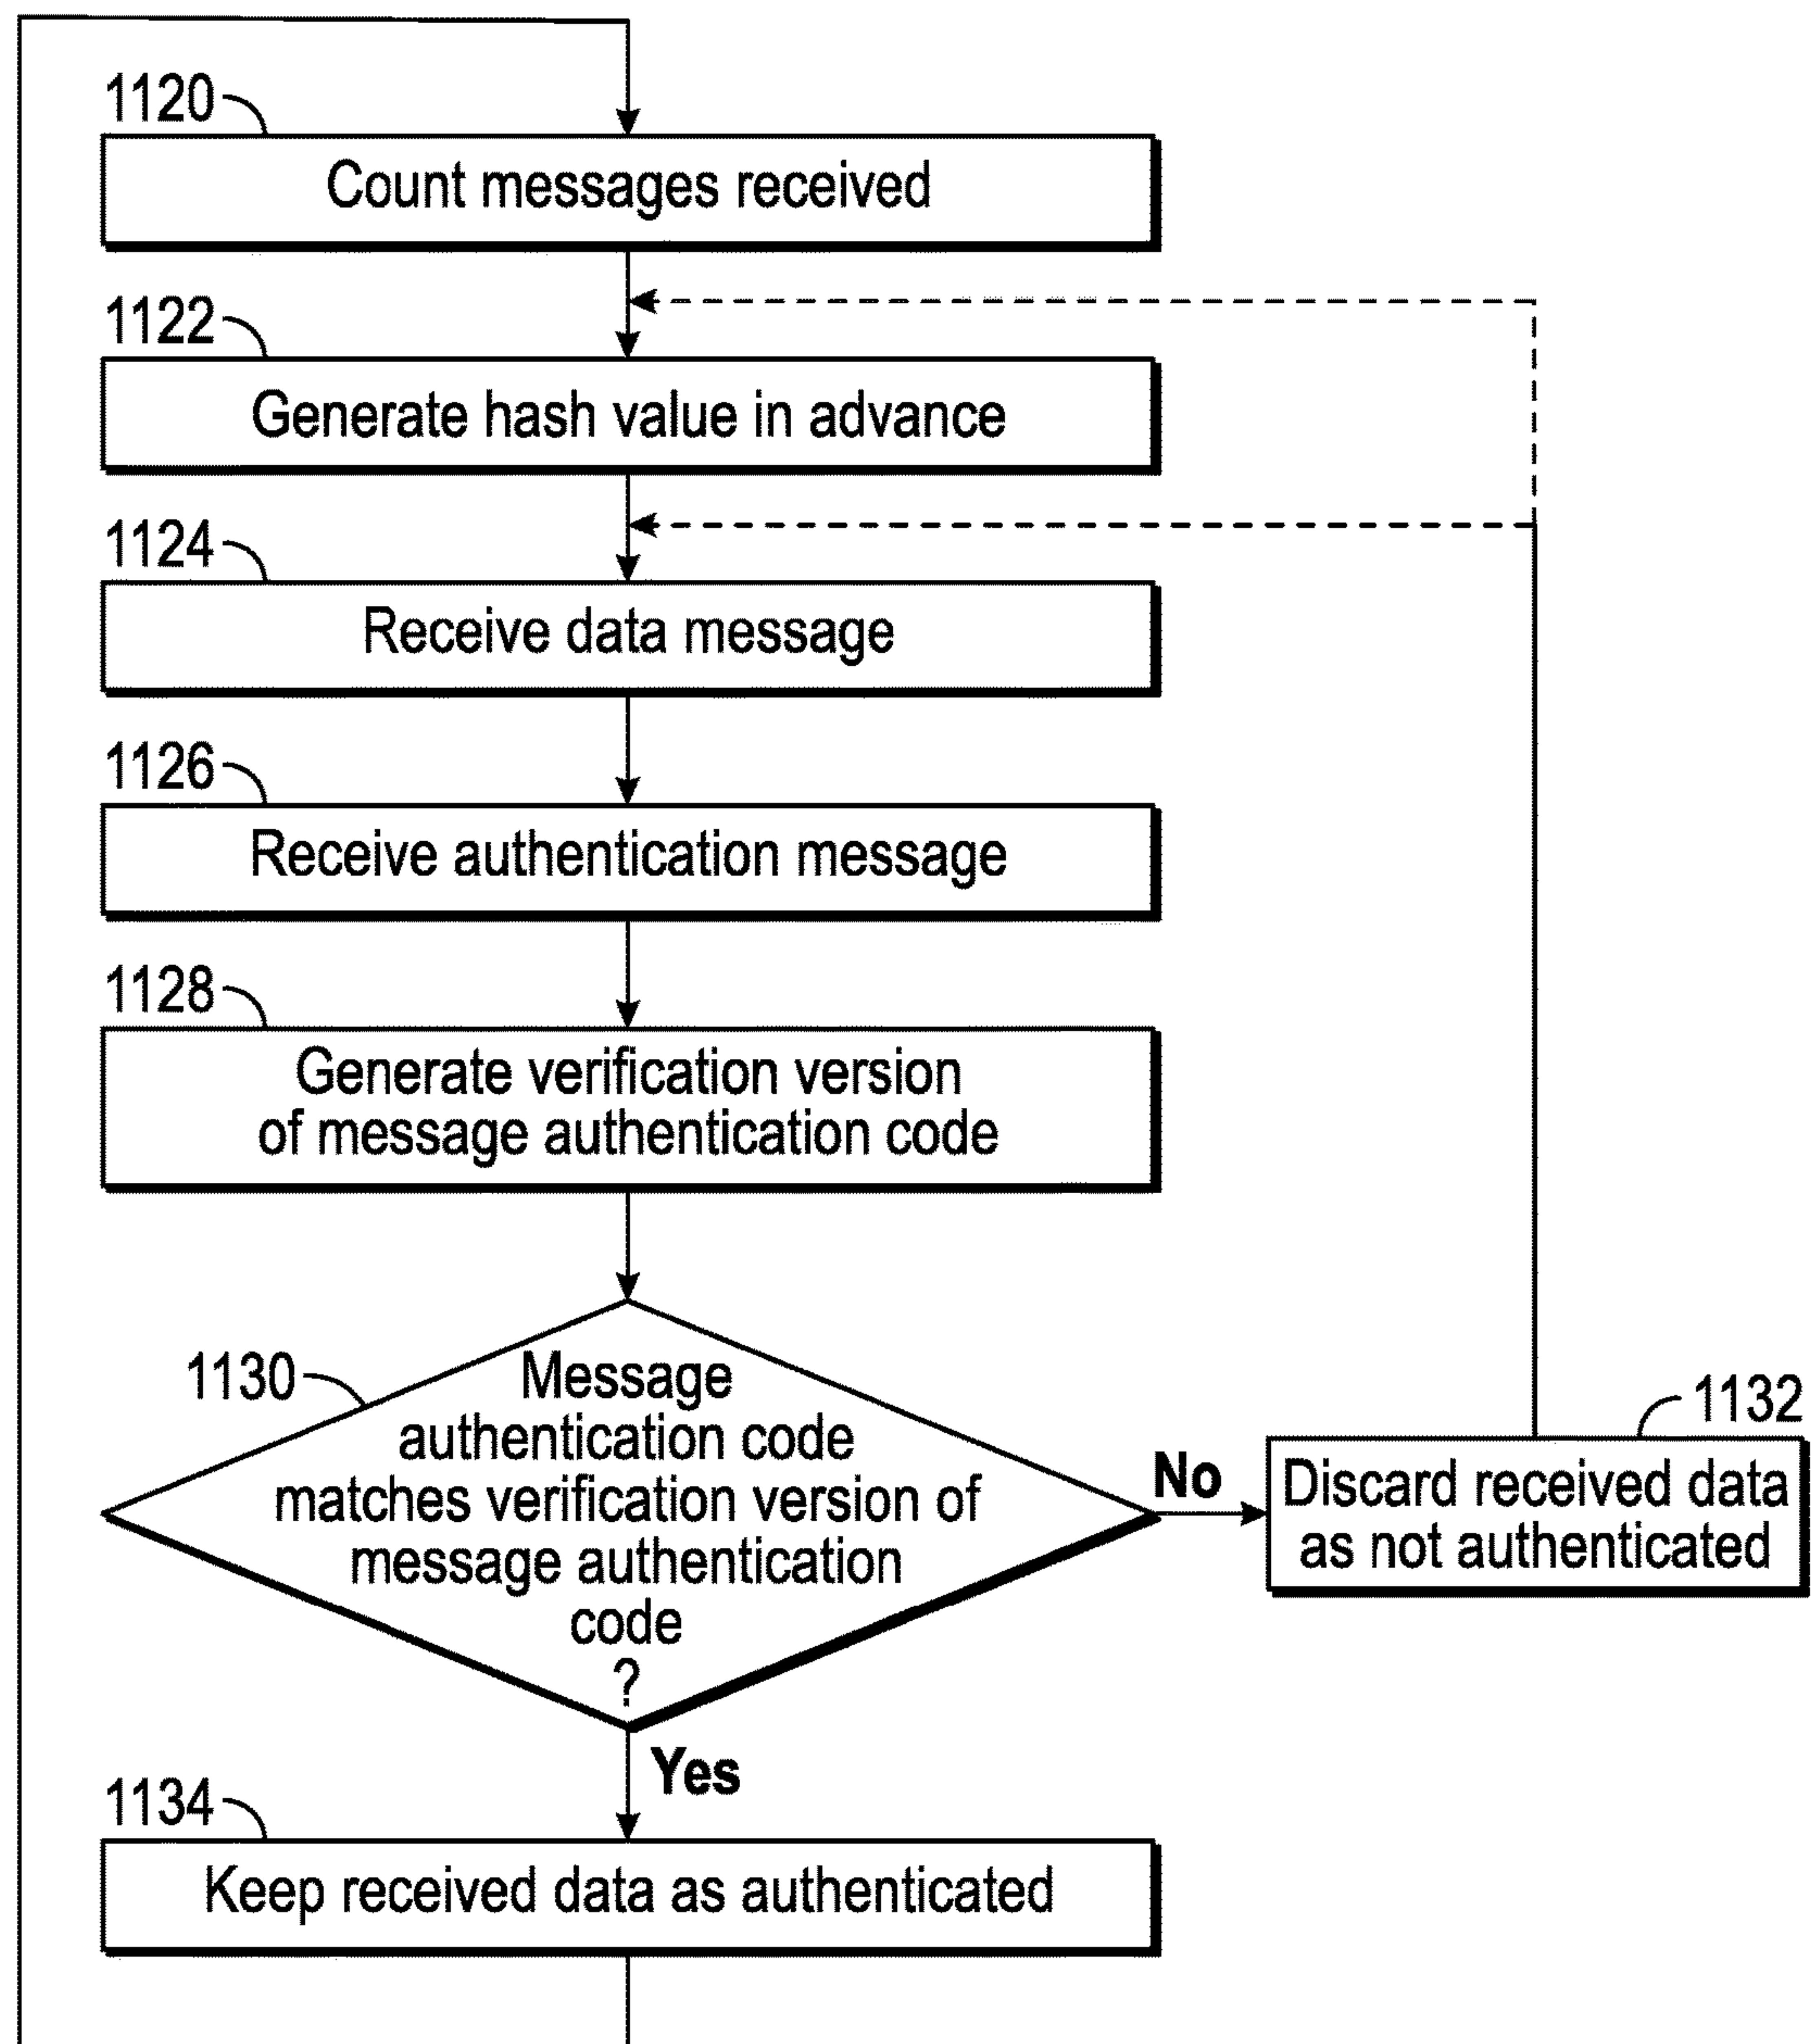 1120
Count messages received
1122
Generate hash value in advance
1124
Receive data message
1126
Receive authentication message
1128
Generate verification version
of message authentication code
1130
Message
authentication code
matches verification version of
message authentication
code
?
No
1132
Discard received data
as not authenticated
Yes
1134
Keep received data as authenticated